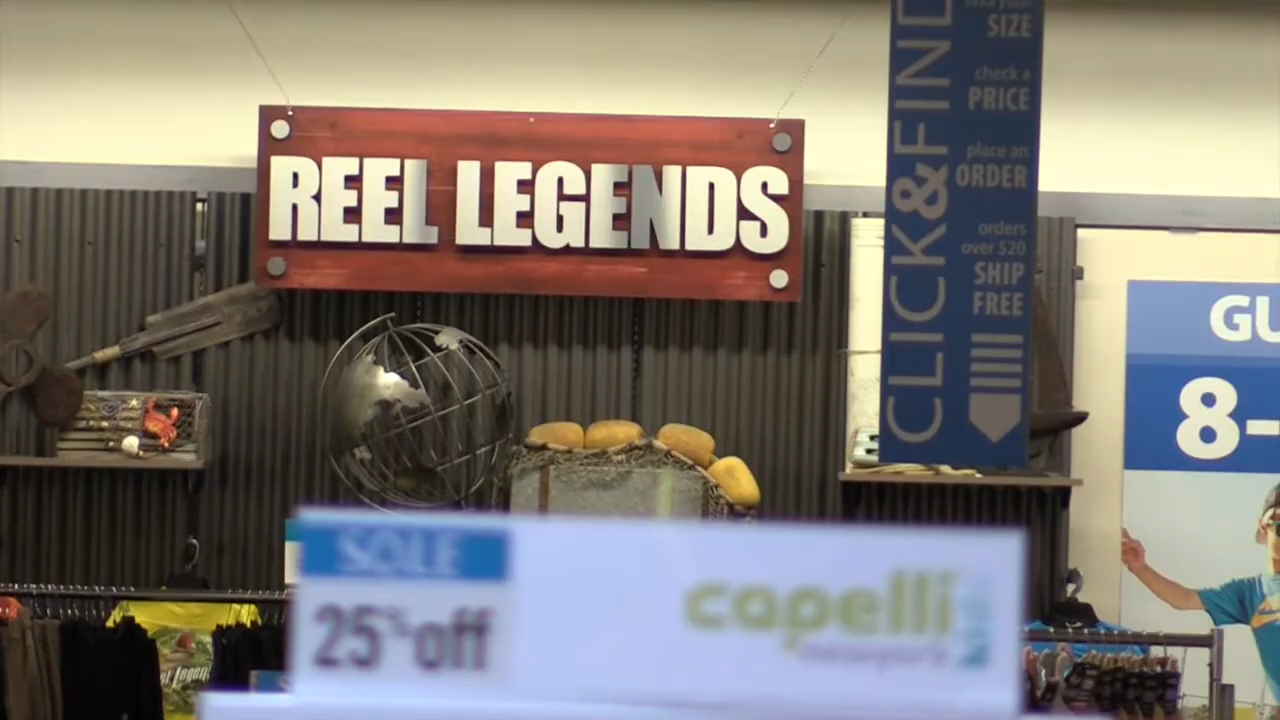 REEL LEGENDS
CLICK&FIND
SIZE
check a
PRICE
place an
ORDER
orders
over $20
SHIP
FREE
GU
8-
SOLE
25% off
capelli